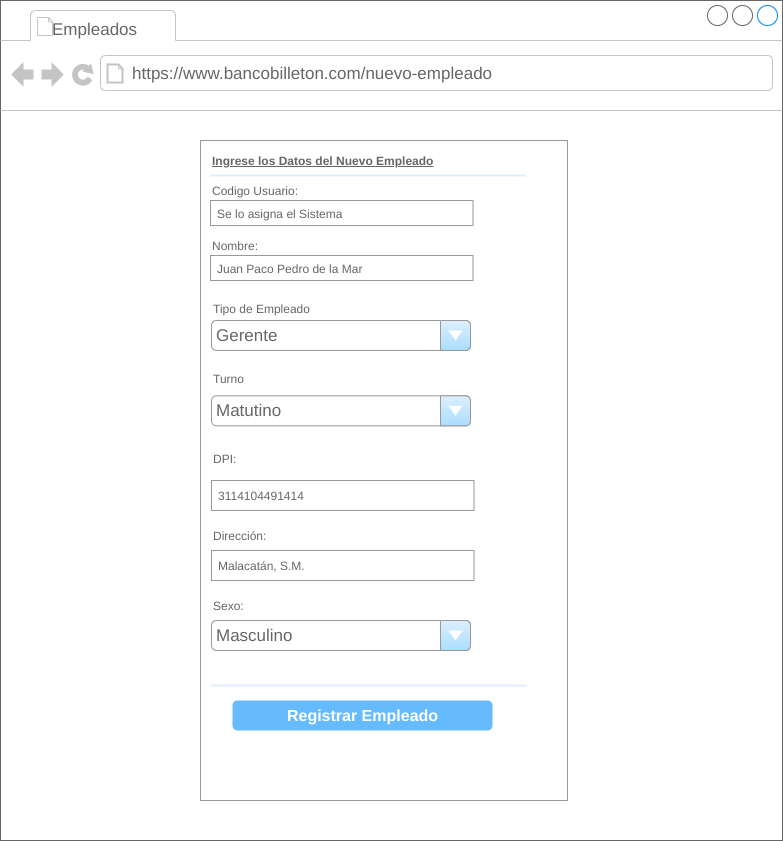 Empleados
https://www.bancobilleton.com/nuevo-empleado
Ingrese los Datos del Nuevo Empleado
Codigo Usuario:
Se lo asigna el Sistema
Nombre:
Juan Paco Pedro de la Mar
Tipo de Empleado
Gerente
Turno
Matutino
DPI:
3114104491414
Dirección:
Malacatán, S.M.
Sexo:
Masculino
Registrar Empleado